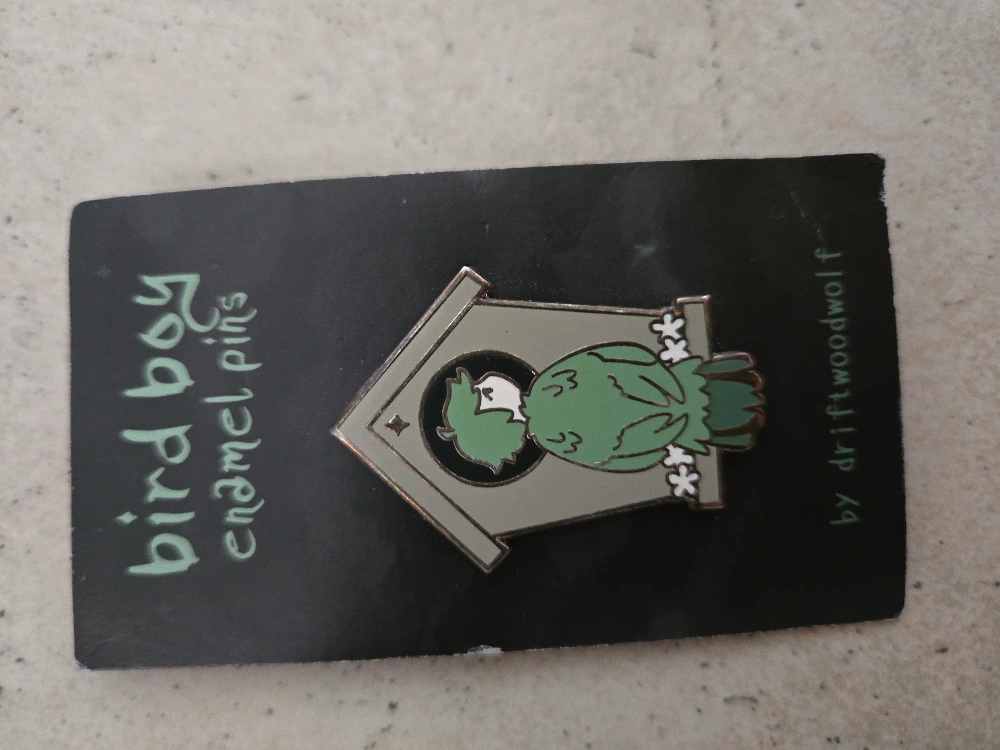 bird boy
enamel pins
by driftwoodwolf